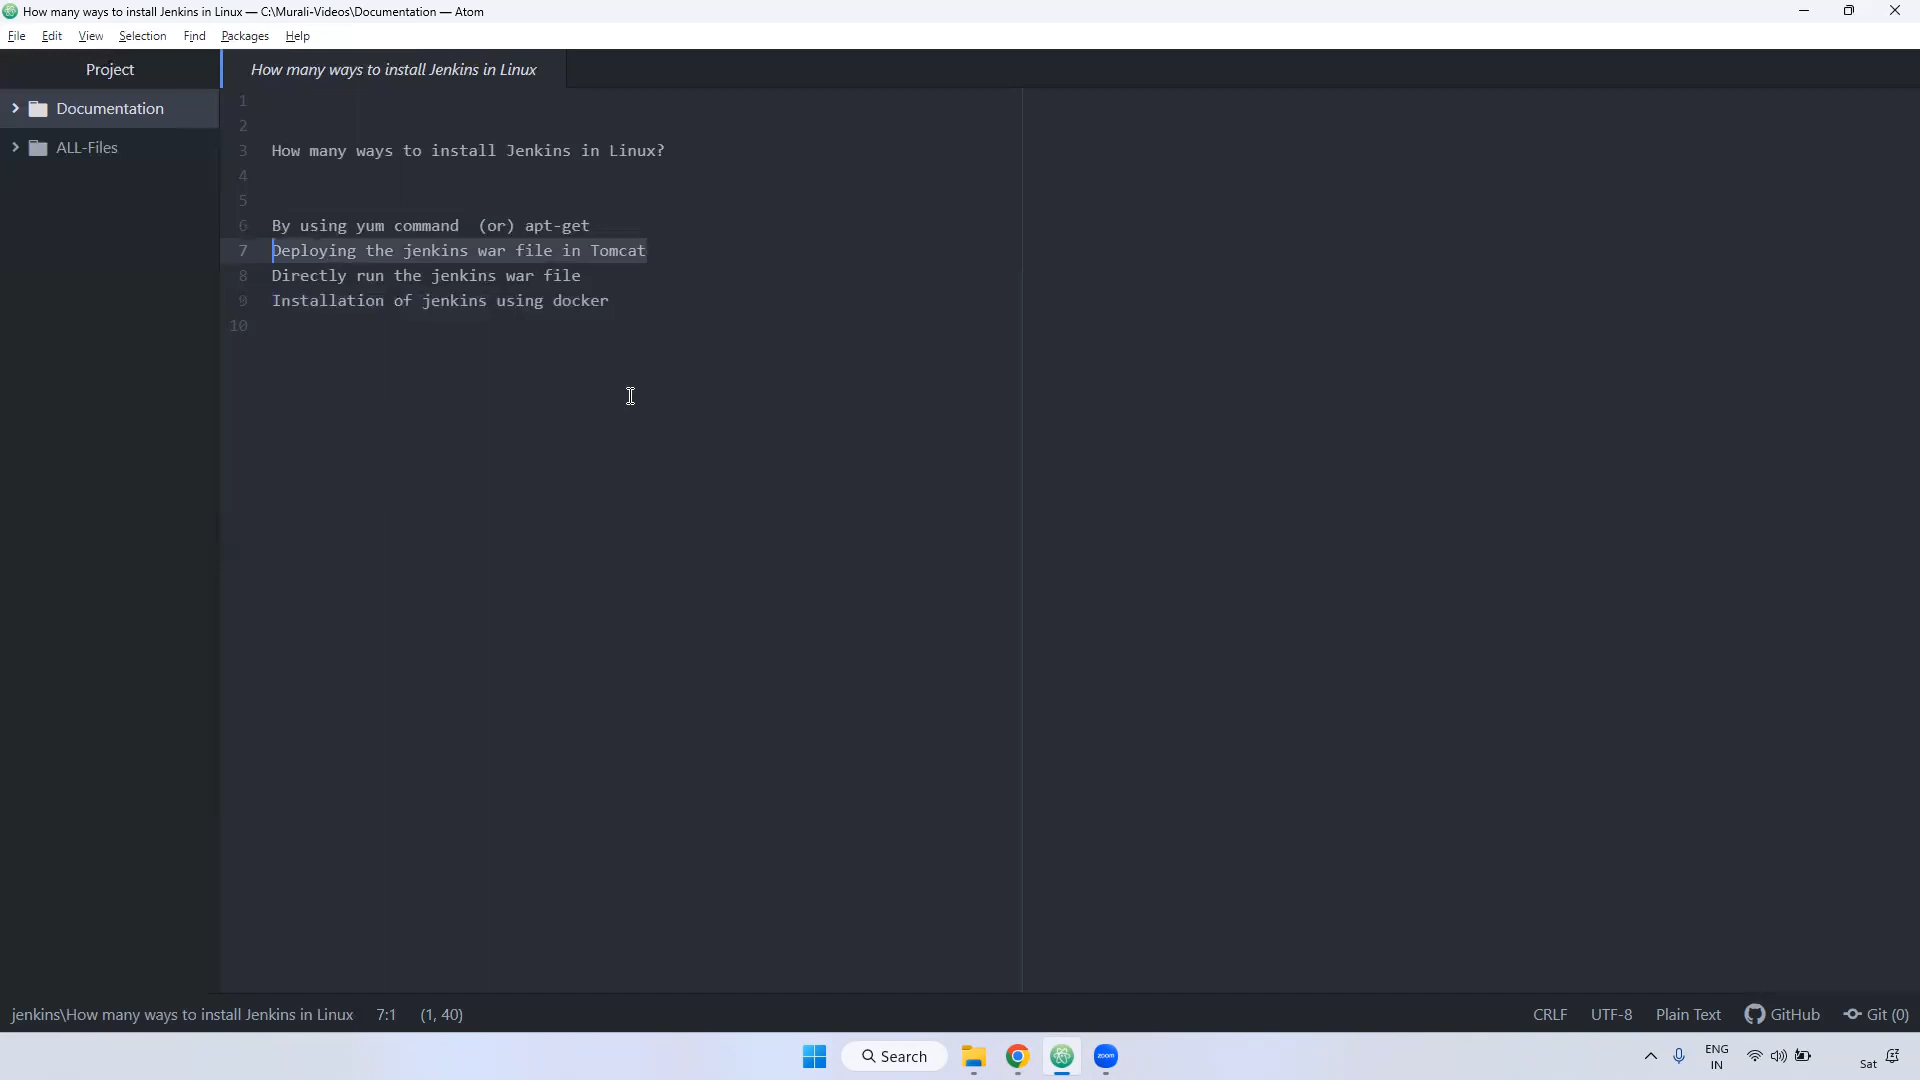 How many ways to install Jenkins in Linux — C:\Murali-Videos\Documentation — Atom
File Edit View Selection Find Packages Help
Project
How many ways to install Jenkins in Linux
Documentation
ALL-Files
1
2
3 How many ways to install Jenkins in Linux?
4
5
6 By using yum command  (or) apt-get
7 Deploying the jenkins war file in Tomcat
8 Directly run the jenkins war file
9 Installation of jenkins using docker
10
jenkins\How many ways to install Jenkins in Linux 7:1 (1, 40) CRLF UTF-8 Plain Text GitHub Git (0)
Search
zoom
ENG
IN
Sat